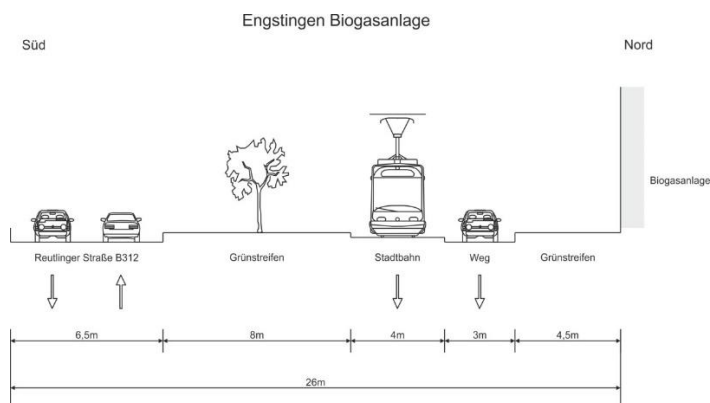 Engstingen Biogasanlage
Süd
Nord
Biogasanlage
Reutlinger Straße B312
Grünstreifen
Stadtbahn
Weg
Grünstreifen
6,5m
8m
4m
3m
4,5m
26m